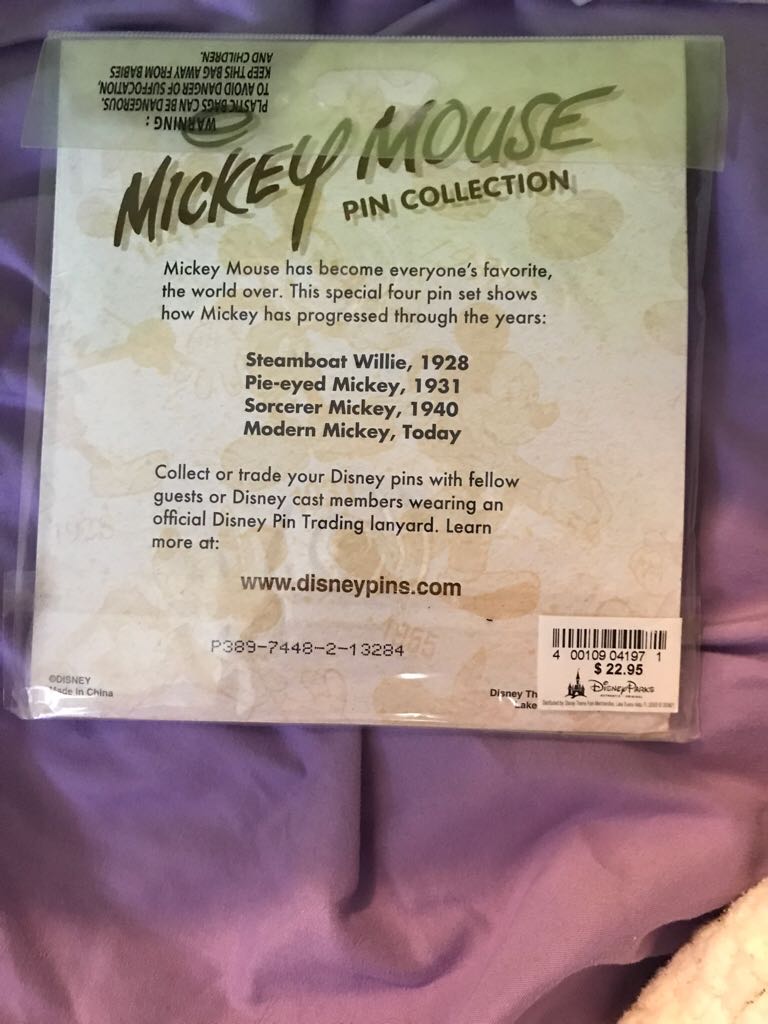 WARNING:
PLASTIC BAGS CAN BE DANGEROUS.
TO AVOID DANGER OF SUFFOCATION,
KEEP THIS BAG AWAY FROM BABIES
AND CHILDREN.
MICKEY MOUSE
PIN COLLECTION
Mickey Mouse has become everyone's favorite,
the world over. This special four pin set shows
how Mickey has progressed through the years:
Steamboat Willie, 1928
Pie-eyed Mickey, 1931
Sorcerer Mickey, 1940
Modern Mickey, Today
Collect or trade your Disney pins with fellow
guests or Disney cast members wearing an
official Disney Pin Trading lanyard. Learn
more at:
www.disneypins.com
P389-7448-2-13284
©DISNEY
Made in China
Disney Th
Lake
4 00109 04197 1
$ 22.95
Disney Parks